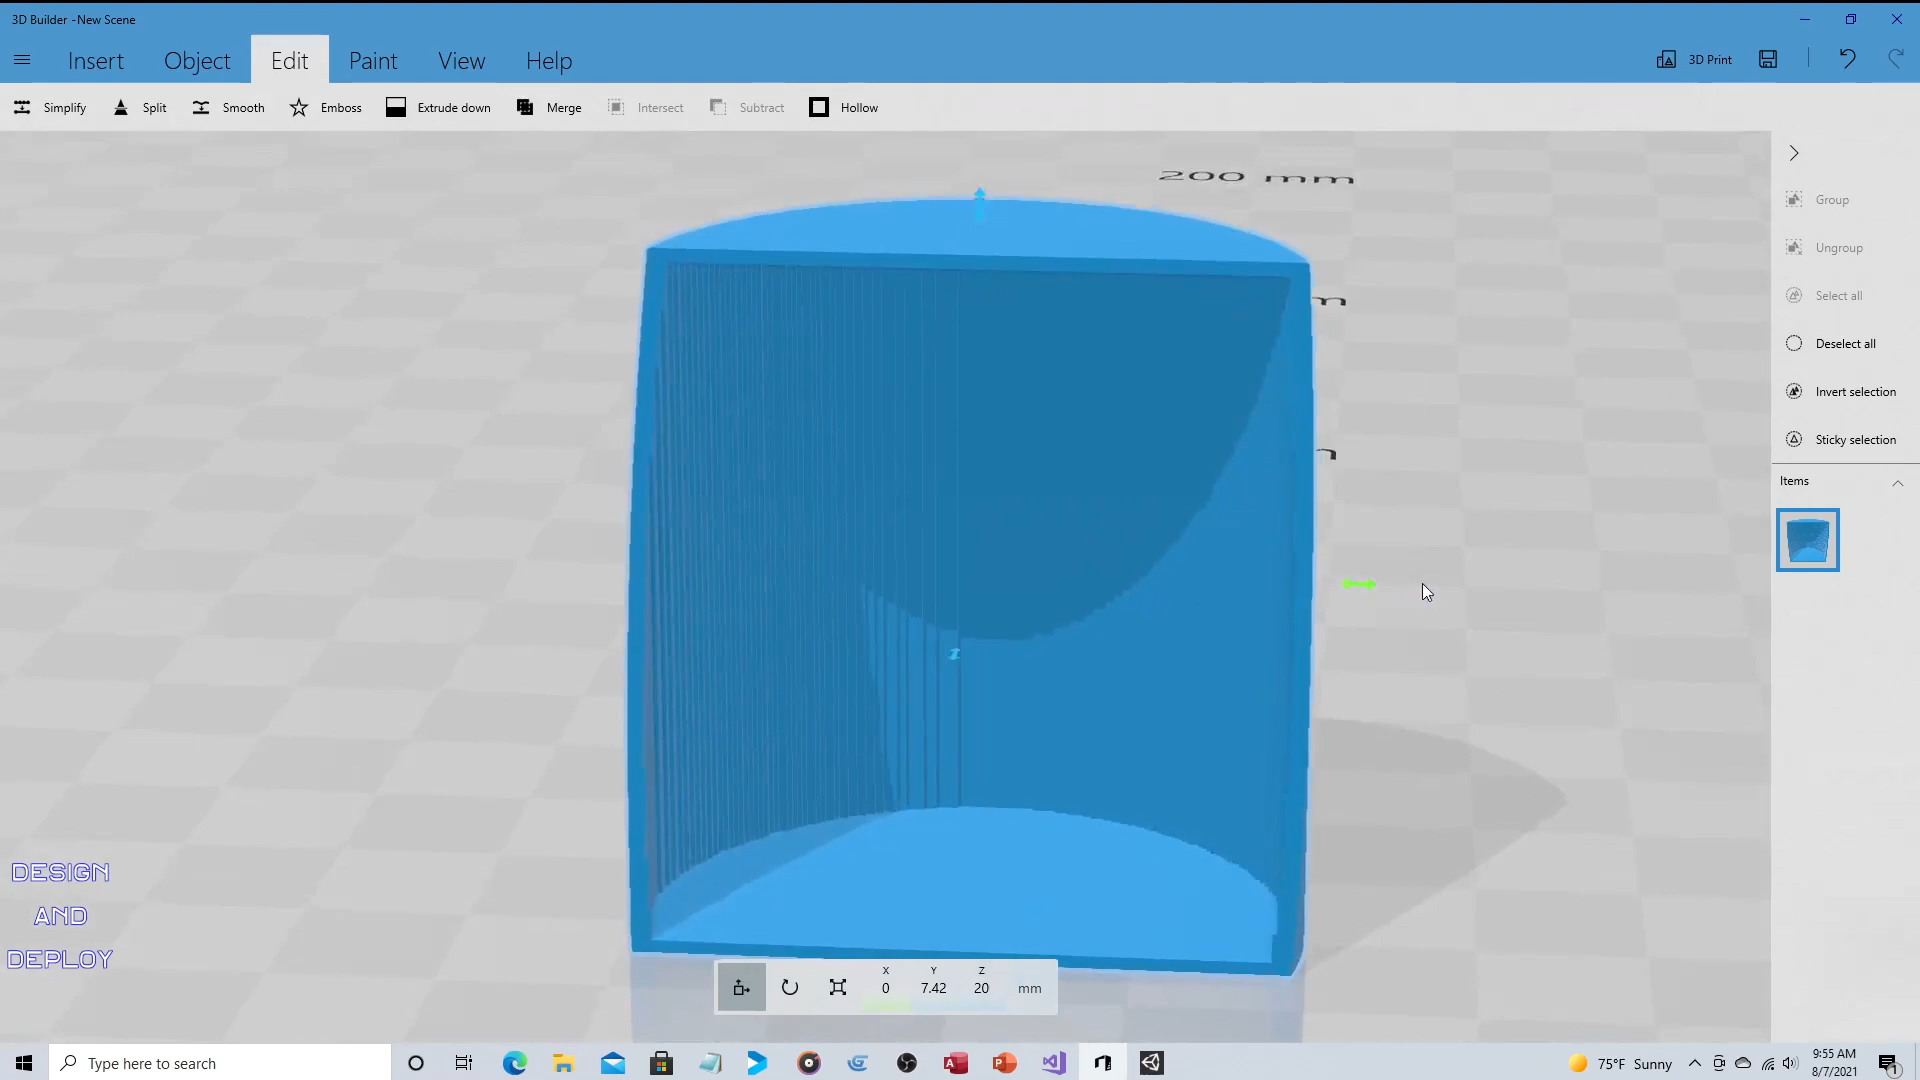 3D Builder -New Scene
Insert Object Edit Paint View Help 3D Print
Simplify Split Smooth Emboss Extrude down Merge Intersect Subtract Hollow
200 mm
m
Group
Ungroup
Select all
Deselect all
Invert selection
Sticky selection
Items
DESIGN
AND
DEPLOY
X Y Z
0 7.42 20 mm
Type here to search
75°F Sunny
9:55 AM
8/7/2021
1